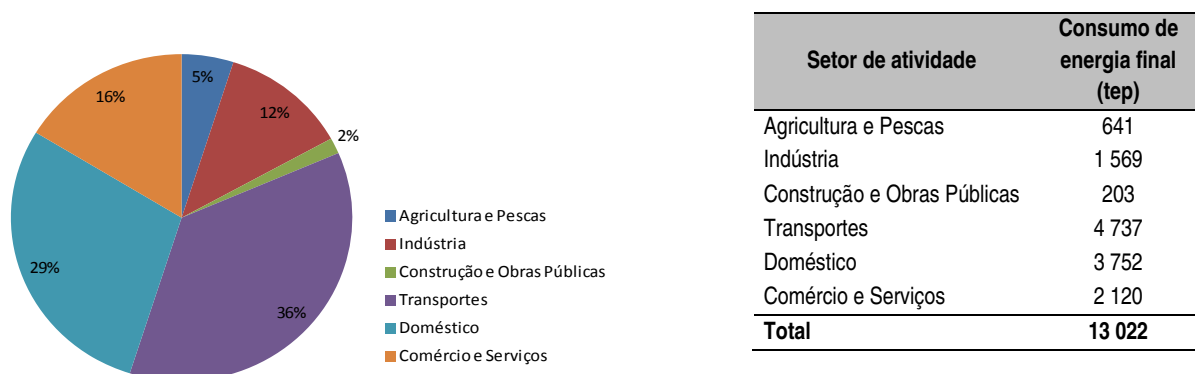 5%
12%
2%
36%
29%
16%
Agricultura e Pescas
Indústria
Construção e Obras Públicas
Transportes
Doméstico
Comércio e Serviços
Setor de atividade Consumo de
energia final
(tep)
Agricultura e Pescas 641
Indústria 1 569
Construção e Obras Públicas 203
Transportes 4 737
Doméstico 3 752
Comércio e Serviços 2 120
Total 13 022